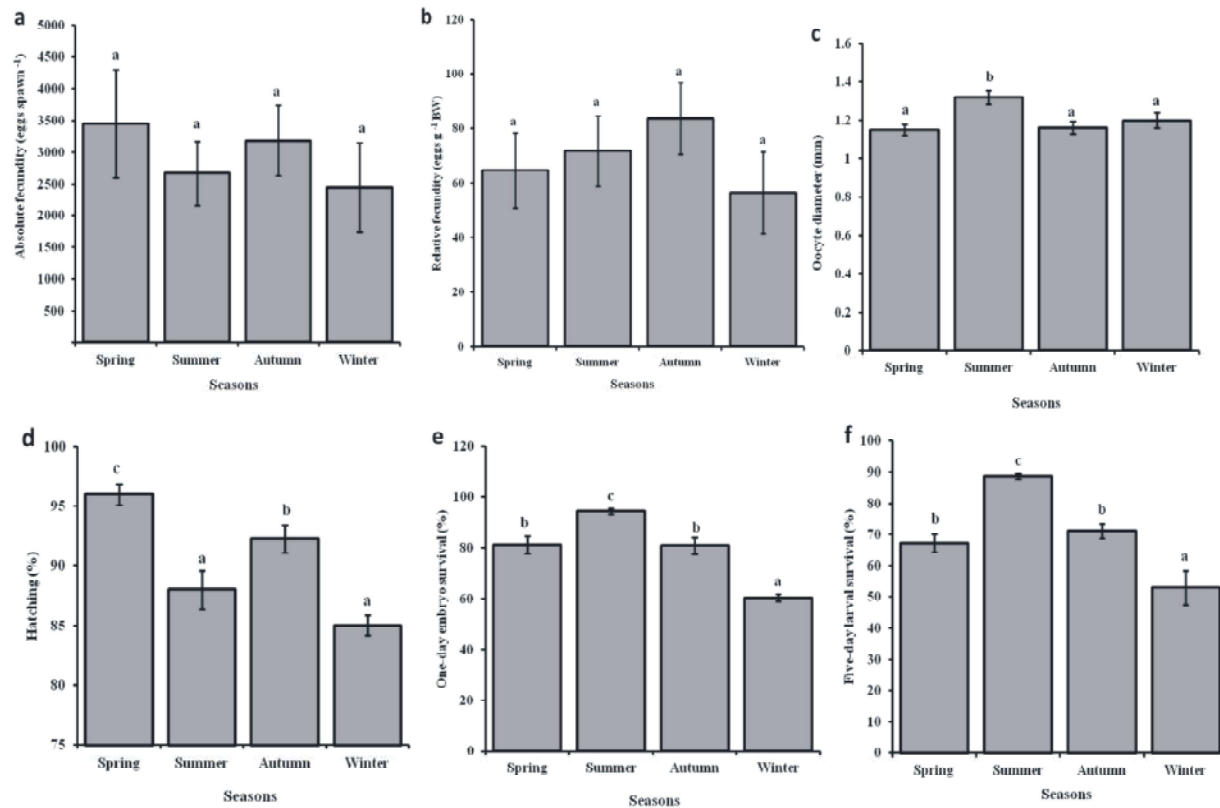 a
Absolute fecundity (eggs spawn⁻¹)
5000
4500
4000
3500
3000
2500
2000
1500
1000
500
a
a
a
a
Spring Summer Autumn Winter
Seasons
b
Relative fecundity (eggs g⁻¹ BW)
120
100
80
60
40
20
0
a
a
a
a
Spring Summer Autumn Winter
Seasons
c
Oocyte diameter (mm)
1.6
1.4
1.2
1
0.8
0.6
0.4
0.2
0
a
b
a
a
Spring Summer Autumn Winter
Seasons
d
Hatching (%)
100
95
90
85
80
75
c
a
b
a
Spring Summer Autumn Winter
Seasons
e
One-day embryo survival (%)
120
100
80
60
40
20
0
b
c
b
a
Spring Summer Autumn Winter
Seasons
f
Five-day larval survival (%)
100
90
80
70
60
50
40
30
20
10
0
b
c
b
a
Spring Summer Autumn Winter
Seasons